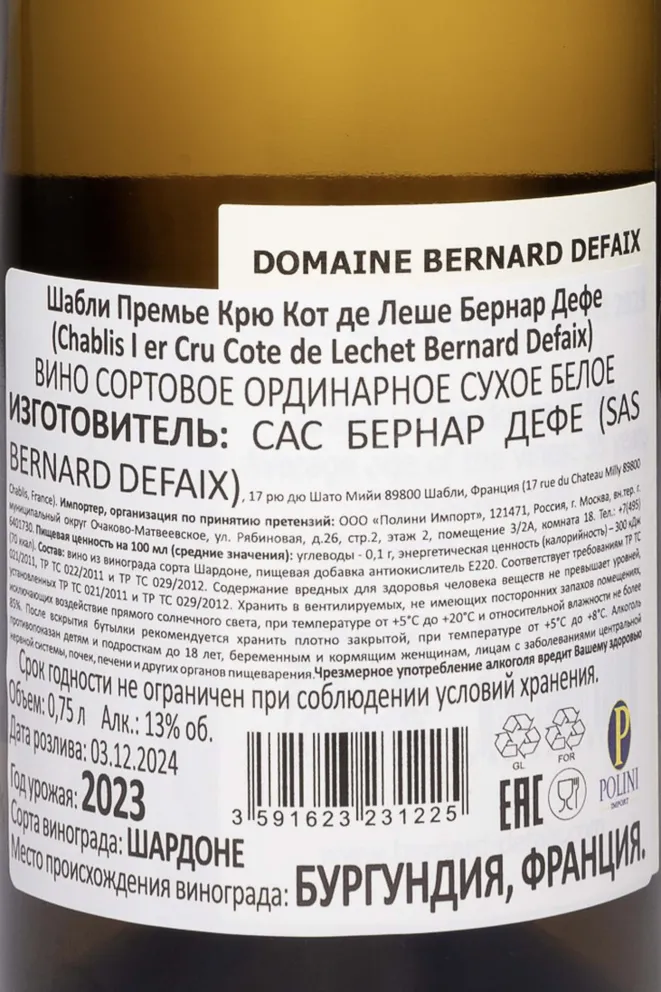 DOMAINE BERNARD DEFAIX
Шабли Премье Крю Кот де Леше Бернар Дефе
(Chablis I er Cru Cote de Lechet Bernard Defaix)
ВИНО СОРТОВОЕ ОРДИНАРНОЕ СУХОЕ БЕЛОЕ
ИЗГОТОВИТЕЛЬ: САС БЕРНАР ДЕФЕ (SAS
BERNARD DEFAIX), 17 рю дю Шато Мийи 89800 Шабли, Франция (17 rue du Chateau Milly 89800
Chablis, France). Импортер, организация по принятию претензий: ООО «Полини Импорт», 121471, Россия, г. Москва, вн.тер. г.
муниципальный округ Очаково-Матвеевское, ул. Рябиновая, д.26, стр.2, этаж 2, помещение 3/2А, комната 18. Тел.: +7(495)
6401730. Пищевая ценность на 100 мл (средние значения): углеводы - 0,1 г, энергетическая ценность (калорийность) – 300 кДж
(70 ккал). Состав: вино из винограда сорта Шардоне, пищевая добавка антиокислитель Е220. Соответствует требованиям ТР ТС
021/2011, ТР ТС 022/2011 и ТР ТС 029/2012. Содержание вредных для здоровья человека веществ не превышает уровней,
установленных ТР ТС 021/2011 и ТР ТС 029/2012. Хранить в вентилируемых, не имеющих посторонних запахов помещениях,
исключающих воздействие прямого солнечного света, при температуре от +5°С до +20°С и относительной влажности не более
85%. После вскрытия бутылки рекомендуется хранить плотно закрытой, при температуре от +5°С до +8°С. Алкоголь
противопоказан детям и подросткам до 18 лет, беременным и кормящим женщинам, лицам с заболеваниями центральной
нервной системы, почек, печени и других органов пищеварения. Чрезмерное употребление алкоголя вредит Вашему здоровью
Срок годности не ограничен при соблюдении условий хранения.
Объем: 0,75 л Алк.: 13% об.
Дата розлива: 03.12.2024
Год урожая: 2023
Сорта винограда: ШАРДОНЕ
Место происхождения винограда: БУРГУНДИЯ, ФРАНЦИЯ.
3 591623 231225
GL
FOR
EAC
P
POLINI
IMPORT